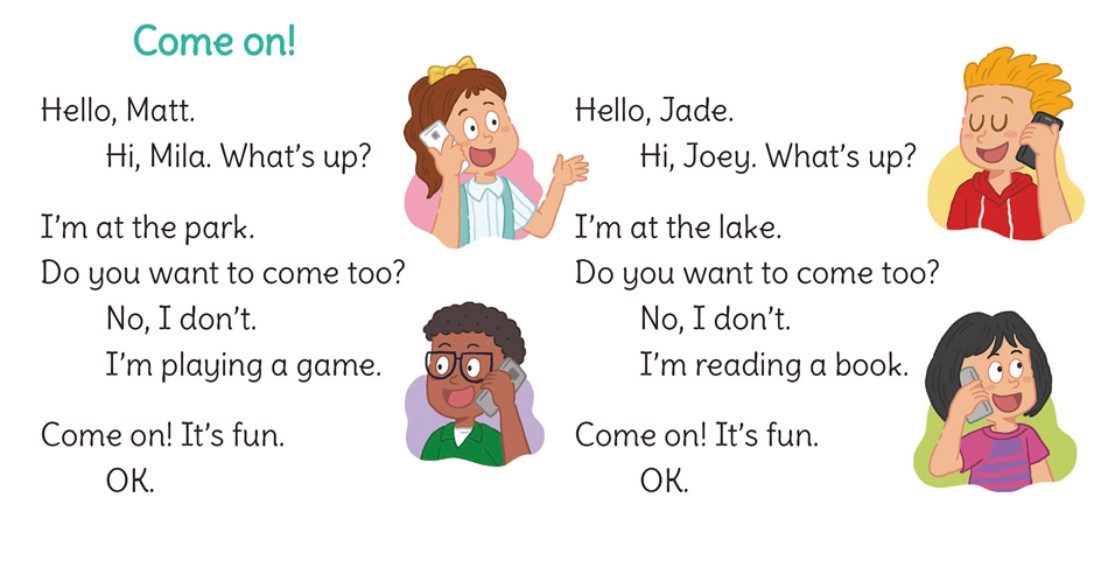 Come on!
Hello, Matt.
Hi, Mila. What's up?
I'm at the park.
Do you want to come too?
No, I don't.
I'm playing a game.
Come on! It's fun.
OK.
Hello, Jade.
Hi, Joey. What's up?
I'm at the lake.
Do you want to come too?
No, I don't.
I'm reading a book.
Come on! It's fun.
OK.